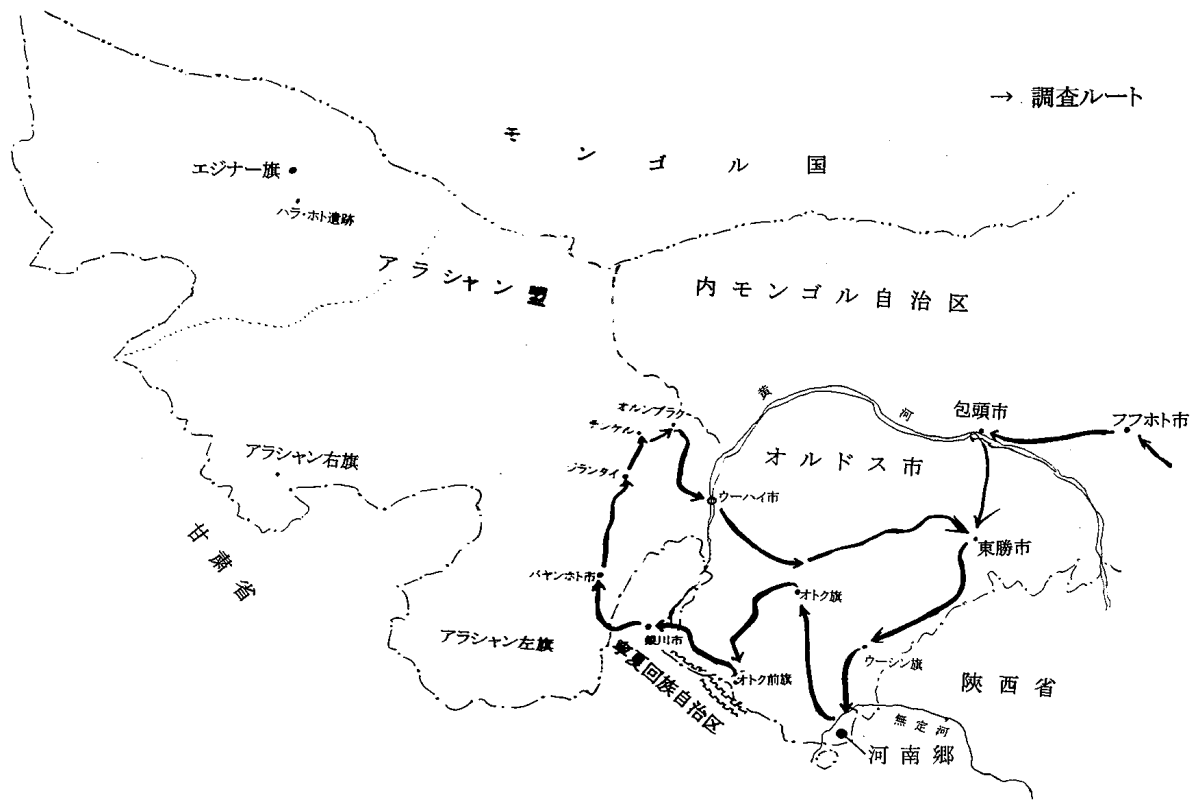 → 調査ルート
モンゴル国
エジナー旗
ハラ・ホト遺跡
アラシャン盟
内モンゴル自治区
黄河
包頭市
フフホト市
オルンブラク
チンケル
オルドス市
アラシャン右旗
ジランタイ
ウーハイ市
甘粛省
東勝市
バヤンホト市
オトク旗
アラシャン左旗
銀川市
ウーシン旗
寧夏回族自治区
オトク前旗
陝西省
無定河
河南郷